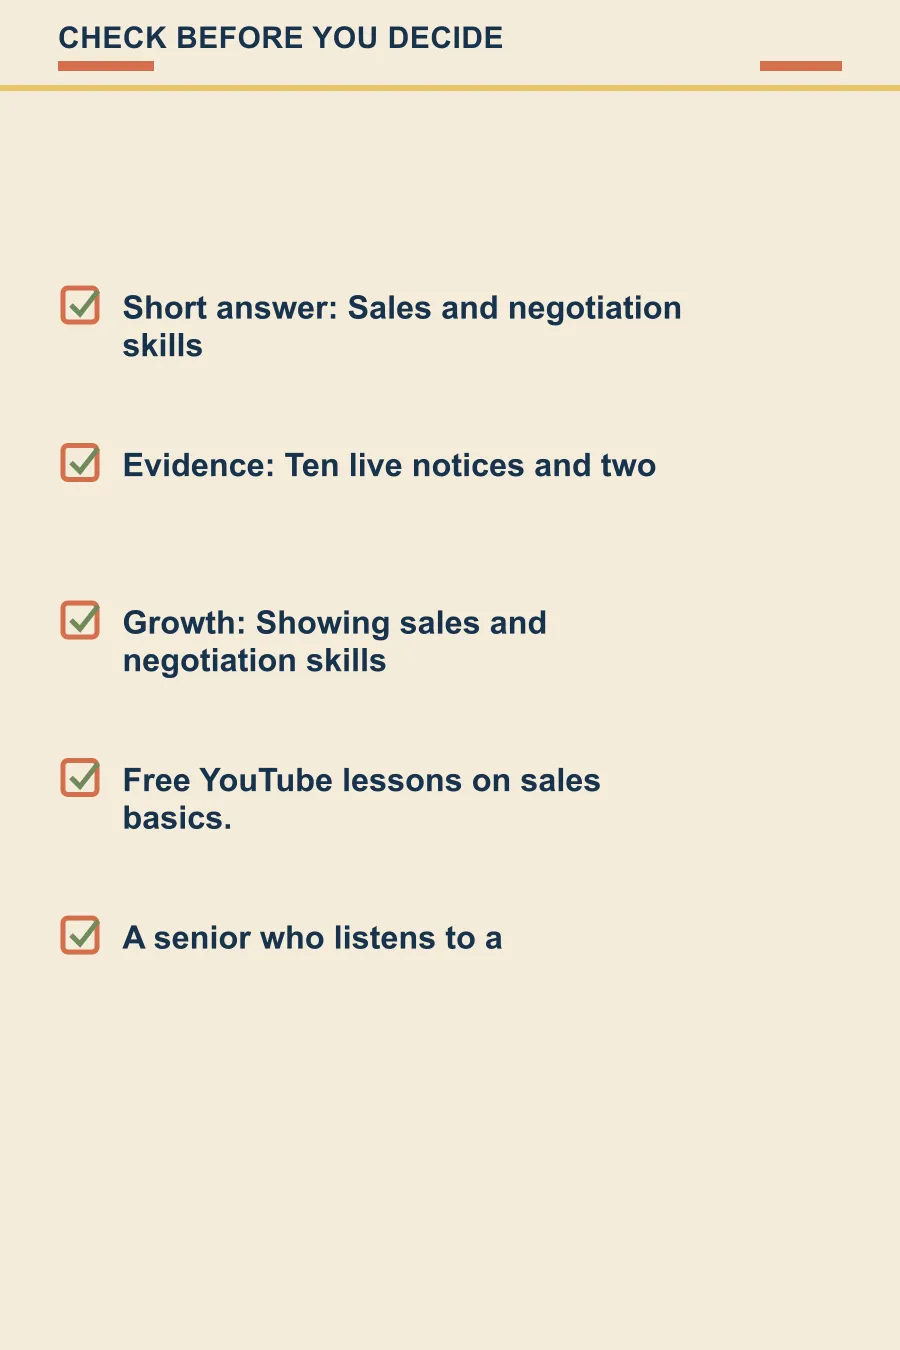 CHECK BEFORE YOU DECIDE
Short answer: Sales and negotiation
skills
Evidence: Ten live notices and two
Growth: Showing sales and
negotiation skills
Free YouTube lessons on sales
basics.
A senior who listens to a